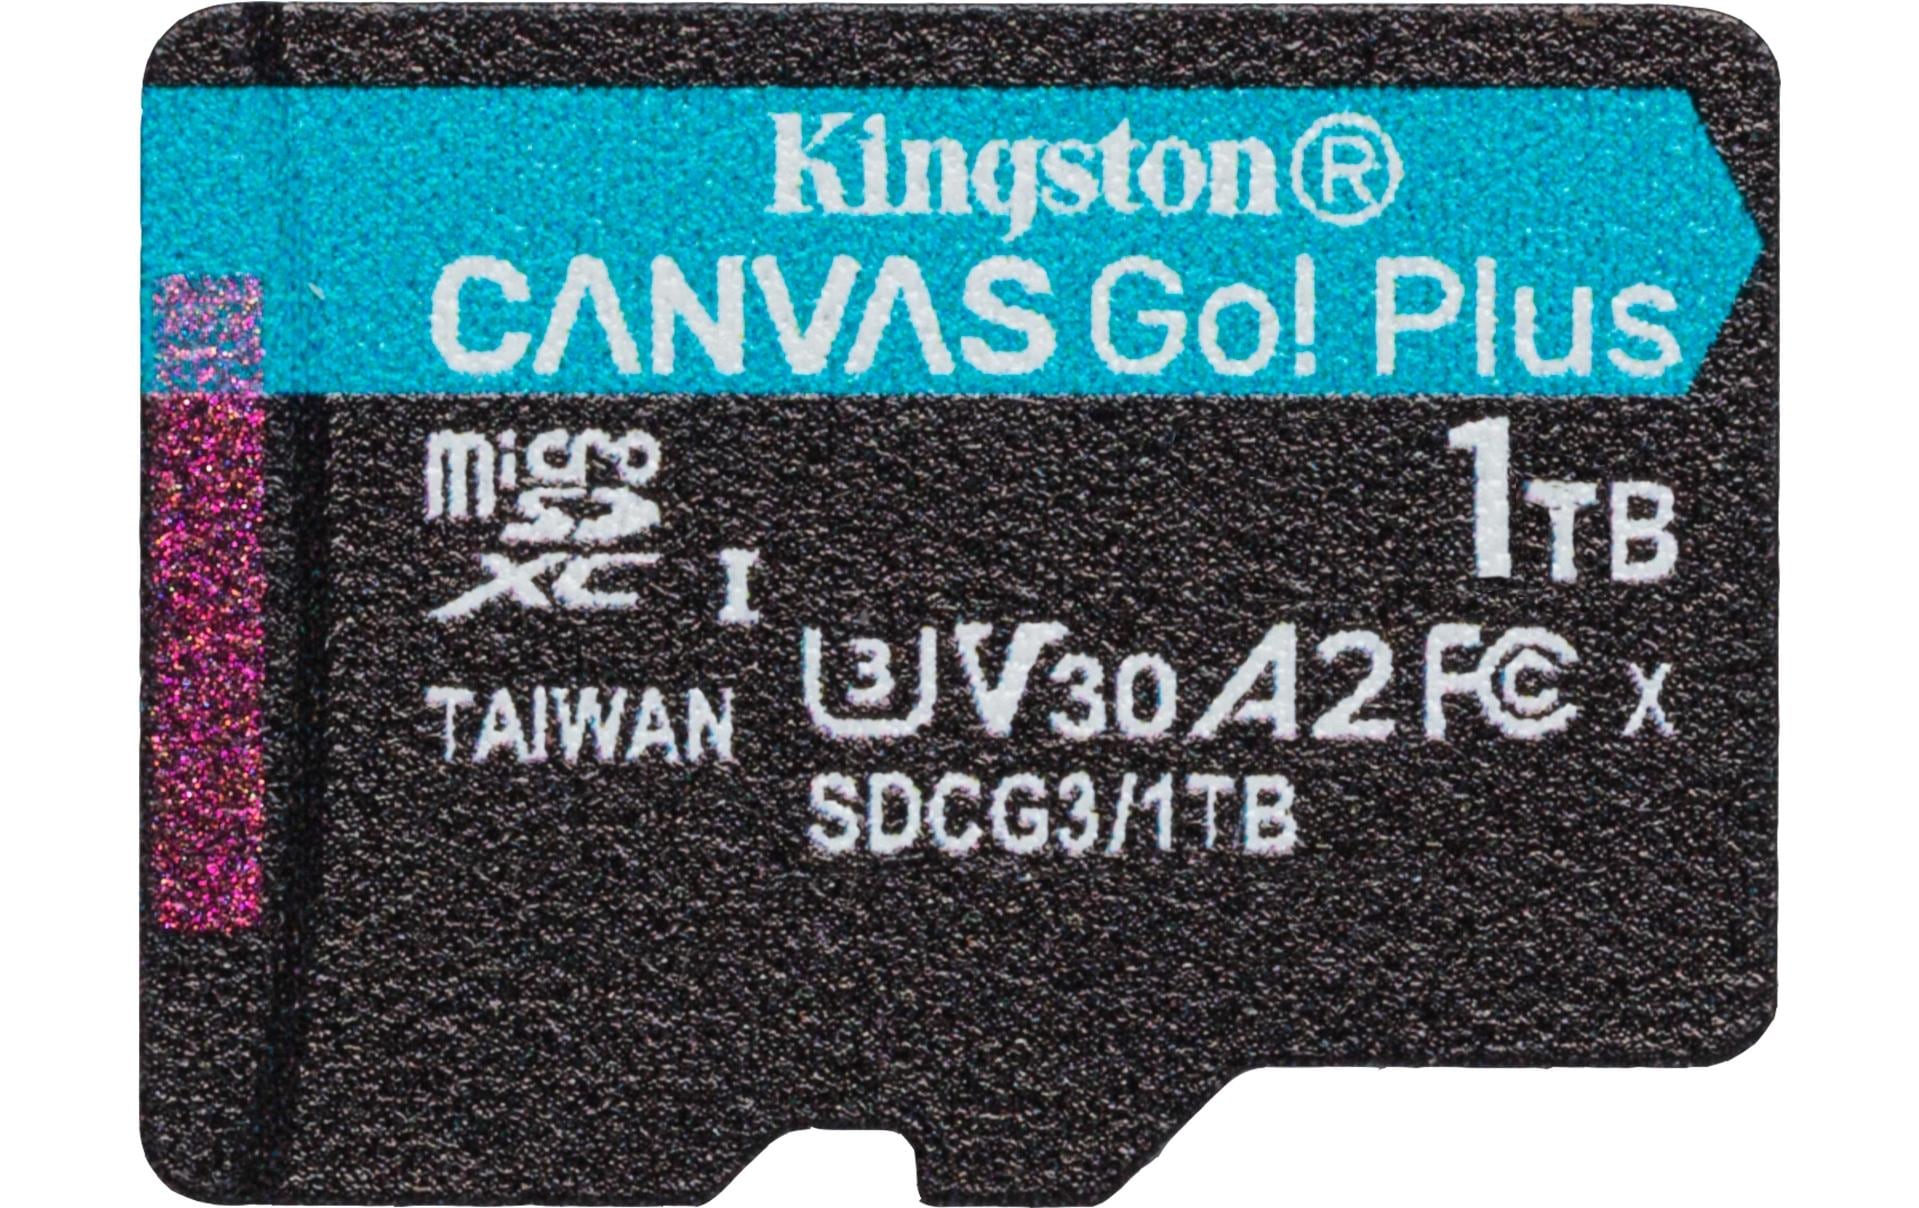 Kingston®
CANVAS Go! Plus
micro
SD
XC I
1TB
U3 V30 A2 FC X
TAIWAN
SDCG3/1TB